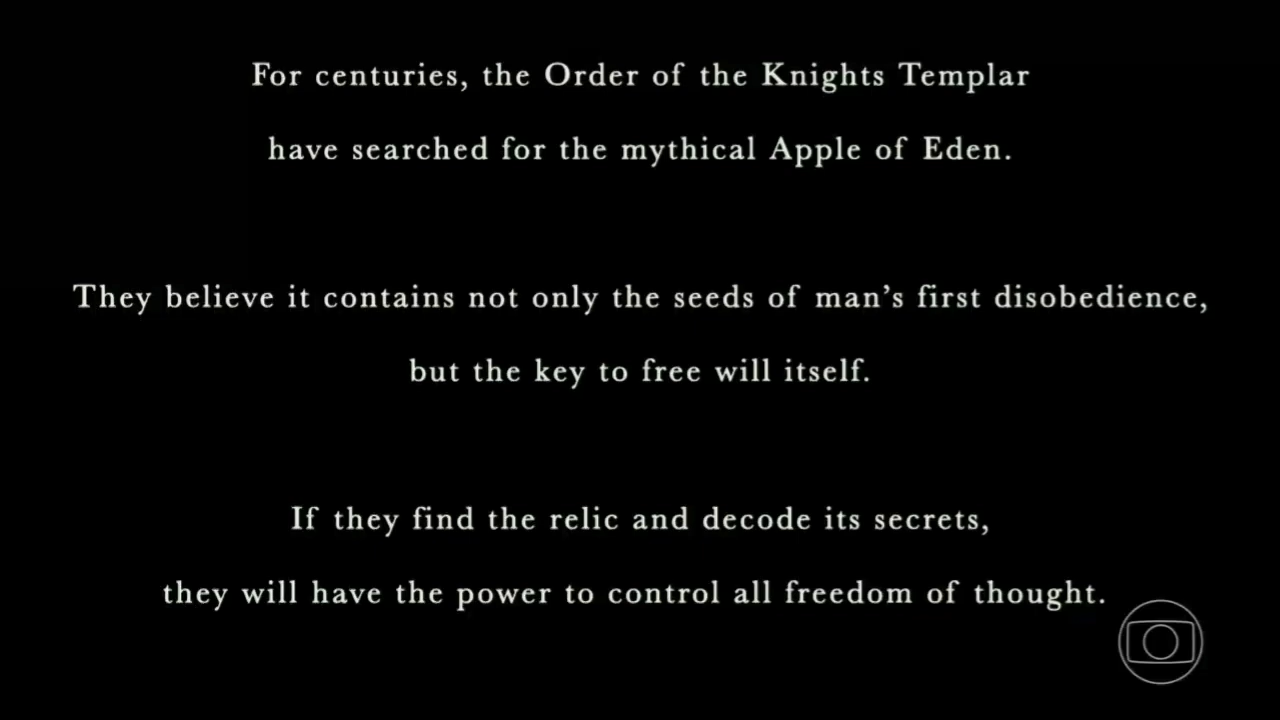 For centuries, the Order of the Knights Templar
have searched for the mythical Apple of Eden.
They believe it contains not only the seeds of man’s first disobedience,
but the key to free will itself.
If they find the relic and decode its secrets,
they will have the power to control all freedom of thought.